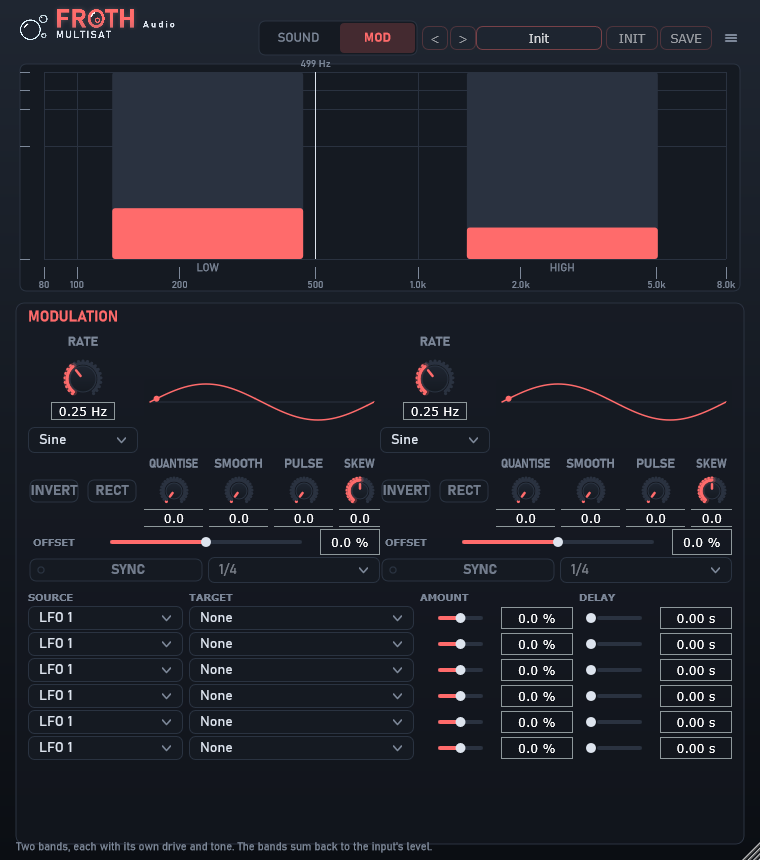 FROTH Audio
MULTISAT
SOUND MOD < > Init INIT SAVE
499 Hz
LOW HIGH
80 100 200 500 1.0k 2.0k 5.0k 8.0k
MODULATION
RATE RATE
0.25 Hz 0.25 Hz
Sine Sine
QUANTISE SMOOTH PULSE SKEW QUANTISE SMOOTH PULSE SKEW
INVERT RECT INVERT RECT
0.0 0.0 0.0 0.0 0.0 0.0 0.0 0.0
OFFSET 0.0 % OFFSET 0.0 %
SYNC 1/4 SYNC 1/4
SOURCE TARGET AMOUNT DELAY
LFO 1 None 0.0 % 0.00 s
LFO 1 None 0.0 % 0.00 s
LFO 1 None 0.0 % 0.00 s
LFO 1 None 0.0 % 0.00 s
LFO 1 None 0.0 % 0.00 s
LFO 1 None 0.0 % 0.00 s
Two bands, each with its own drive and tone. The bands sum back to the input's level.